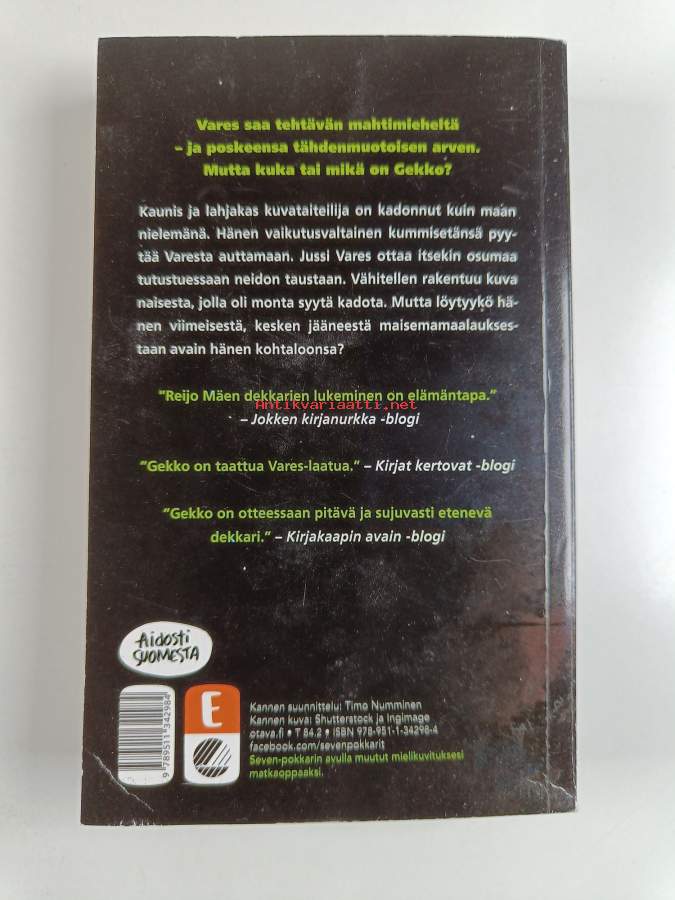 Vares saa tehtävän mahtimieheltä
– ja poskeensa tähdenmuotoisen arven.
Mutta kuka tai mikä on Gekko?
Kaunis ja lahjakas kuvataiteilija on kadonnut kuin maan
nielemänä. Hänen vaikutusvaltainen kummisetänsä pyy-
tää Varesta auttamaan. Jussi Vares ottaa itsekin osumaa
tutustuessaan neidon taustaan. Vähitellen rakentuu kuva
naisesta, jolla oli monta syytä kadota. Mutta löytyykö hä-
nen viimeisestä, kesken jääneestä maisemamaalaukses-
taan avain hänen kohtaloonsa?
"Reijo Mäen dekkarien lukeminen on elämäntapa."
Antikvariaatti.net
– Jokken kirjanurkka -blogi
"Gekko on taattua Vares-laatua." – Kirjat kertovat -blogi
"Gekko on otteessaan pitävä ja sujuvasti etenevä
dekkari." – Kirjakaapin avain -blogi
Aidosti
SUOMESTA
9 789511 342984
E
Kannen suunnittelu: Timo Numminen
Kannen kuva: Shutterstock ja Ingimage
otava.fi • T 84.2 • ISBN 978-951-1-34298-4
facebook.com/sevenpokkarit
Seven-pokkarin avulla muutut mielikuvituksesi
matkaoppaaksi.